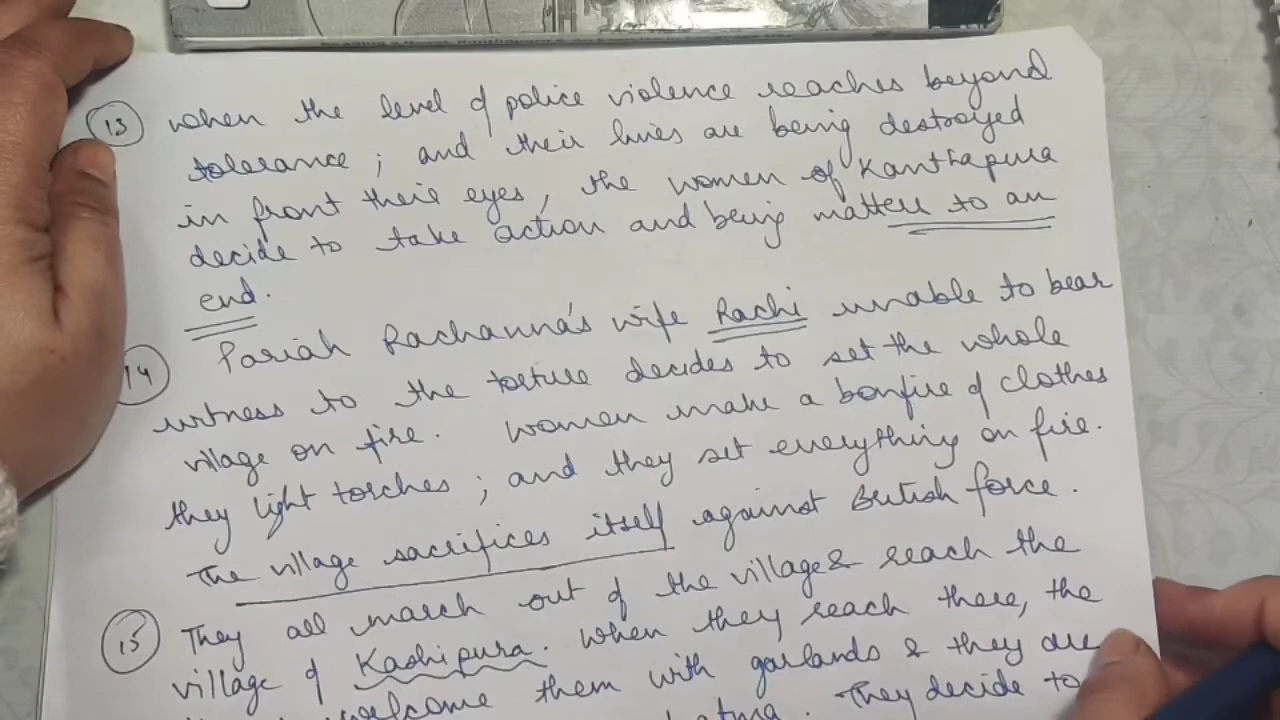 13 when the level of police violence reaches beyond
tolerance ; and their lives are being destroyed
in front their eyes, the women of Kanthapura
decide to take action and being matters to an
end.
14 Pariah Rachanna's wife Rachi unable to bear
witness to the torture decides to set the whole
village on fire. Women make a bonfire of clothes
they light torches ; and they set everything on fire.
The village sacrifices itself against British force.
15 They all march out of the village & reach the
village of Kashipura. When they reach there, the
welcome them with garlands & they are
They decide to